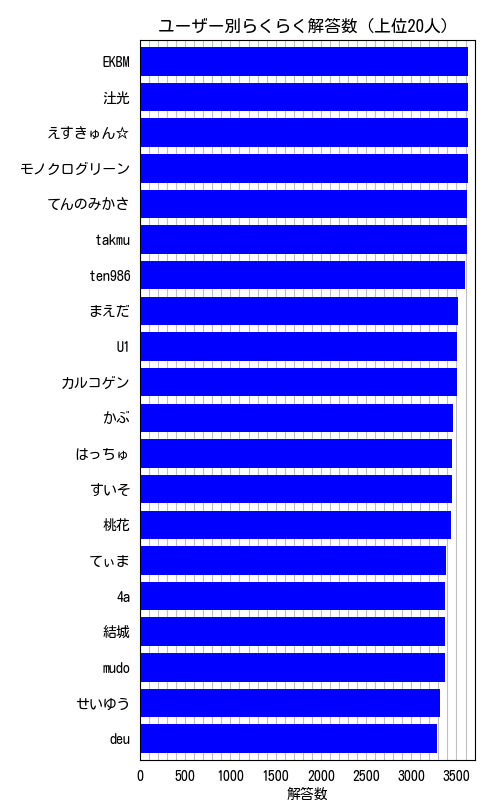 ユーザー別らくらく解答数（上位20人）
EKBM
汢光
えすきゅん☆
モノクログリーン
てんのみかさ
takmu
ten986
まえだ
U1
カルコゲン
かぶ
はっちゅ
すいそ
桃花
てぃま
4a
結城
mudo
せいゆう
deu
0 500 1000 1500 2000 2500 3000 3500
解答数